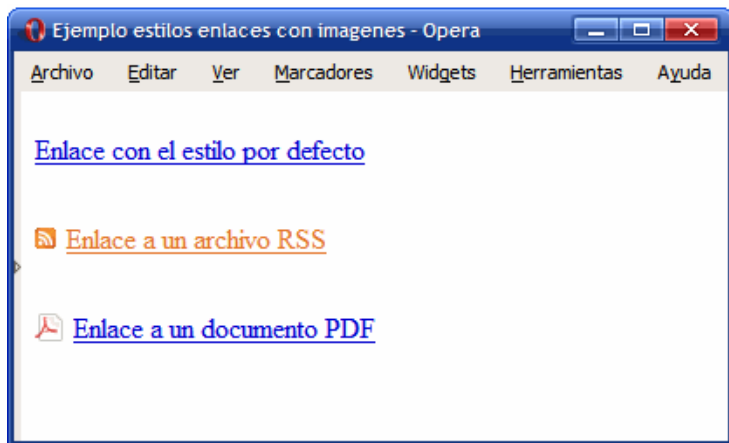 Ejemplo estilos enlaces con imagenes - Opera
Archivo Editar Ver Marcadores Widgets Herramientas Ayuda
Enlace con el estilo por defecto
Enlace a un archivo RSS
Enlace a un documento PDF